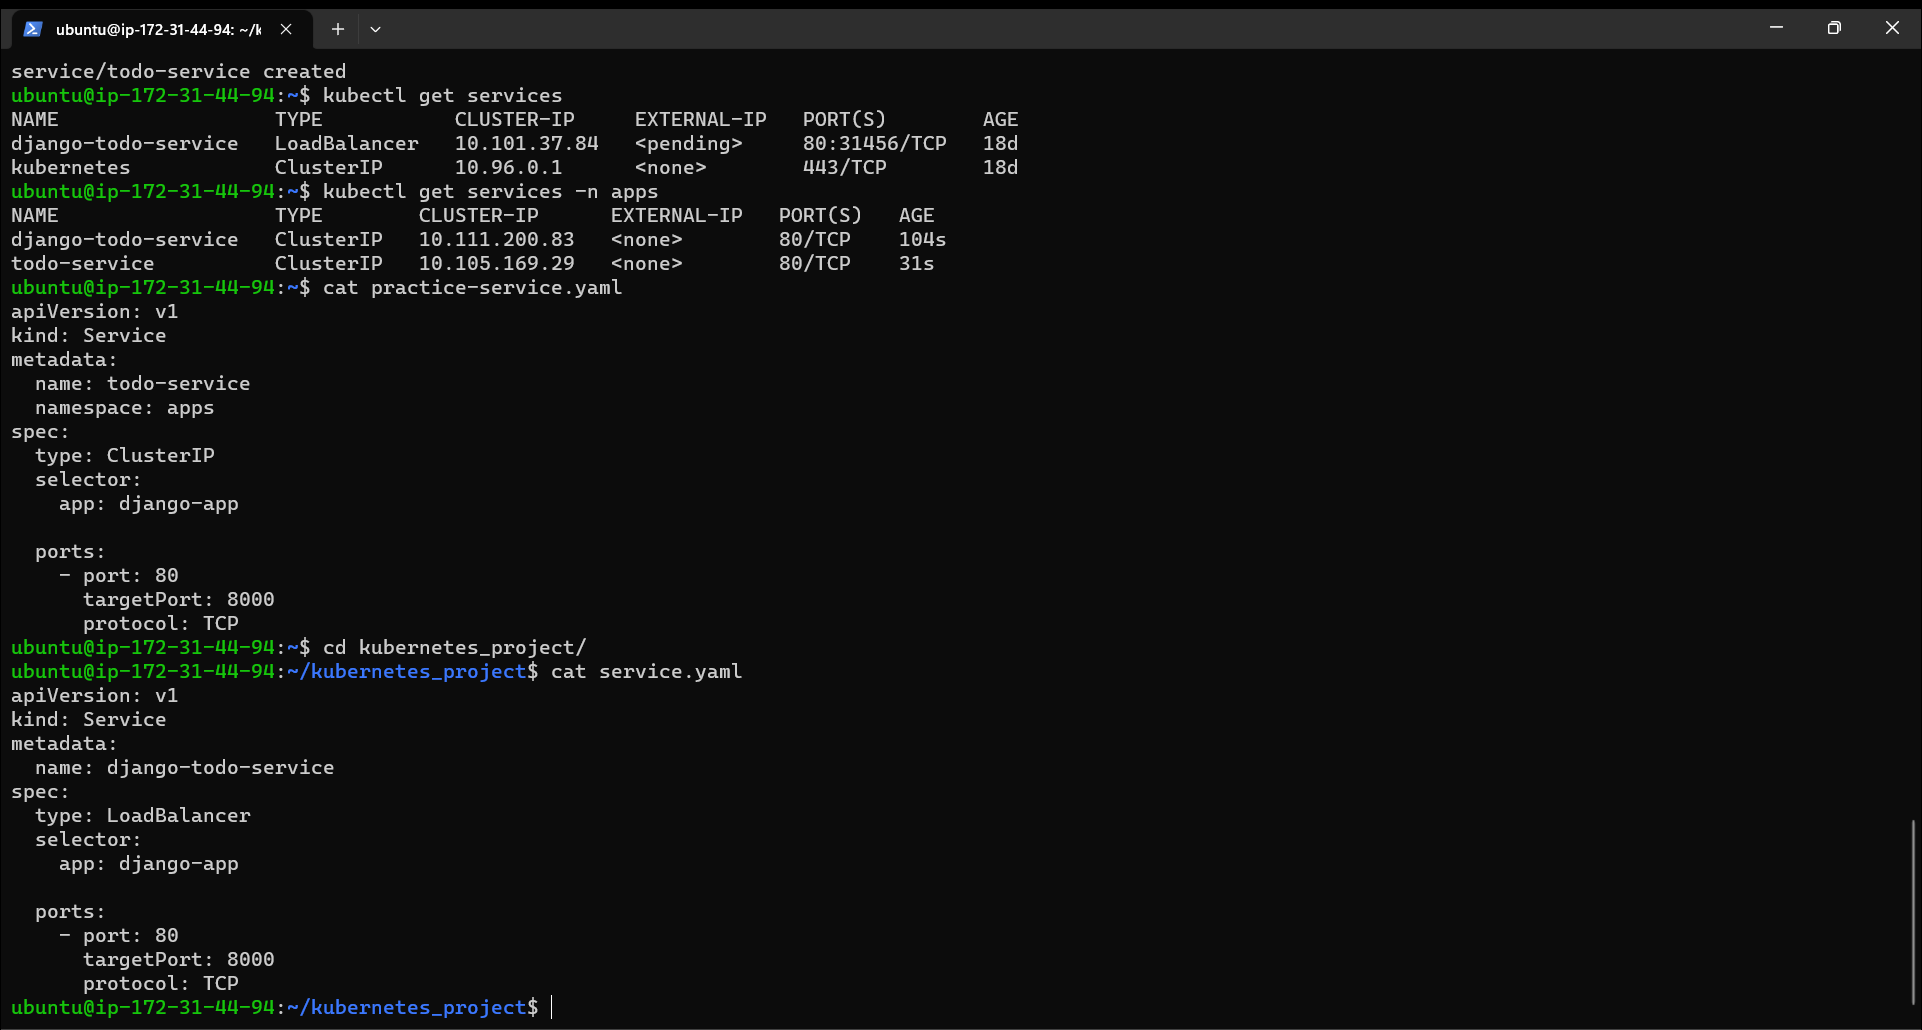 ubuntu@ip-172-31-44-94: ~/k
service/todo-service created
ubuntu@ip-172-31-44-94:~$ kubectl get services
NAME                  TYPE           CLUSTER-IP     EXTERNAL-IP   PORT(S)        AGE
django-todo-service   LoadBalancer   10.101.37.84   <pending>     80:31456/TCP   18d
kubernetes            ClusterIP      10.96.0.1      <none>        443/TCP        18d
ubuntu@ip-172-31-44-94:~$ kubectl get services -n apps
NAME                  TYPE        CLUSTER-IP      EXTERNAL-IP   PORT(S)   AGE
django-todo-service   ClusterIP   10.111.200.83   <none>        80/TCP    104s
todo-service          ClusterIP   10.105.169.29   <none>        80/TCP    31s
ubuntu@ip-172-31-44-94:~$ cat practice-service.yaml
apiVersion: v1
kind: Service
metadata:
  name: todo-service
  namespace: apps
spec:
  type: ClusterIP
  selector:
    app: django-app

  ports:
    - port: 80
      targetPort: 8000
      protocol: TCP
ubuntu@ip-172-31-44-94:~$ cd kubernetes_project/
ubuntu@ip-172-31-44-94:~/kubernetes_project$ cat service.yaml
apiVersion: v1
kind: Service
metadata:
  name: django-todo-service
spec:
  type: LoadBalancer
  selector:
    app: django-app

  ports:
    - port: 80
      targetPort: 8000
      protocol: TCP
ubuntu@ip-172-31-44-94:~/kubernetes_project$